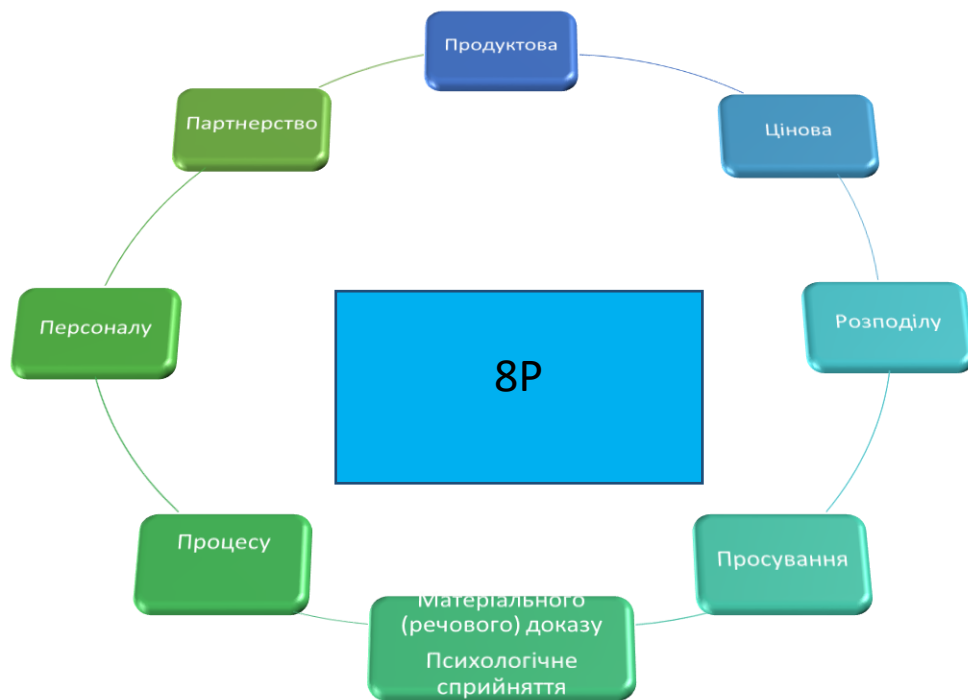 Продуктова
Цінова
Розподілу
Просування
Матеріального
(речового) доказу
Психологічне
сприйняття
Процесу
Персоналу
Партнерство
8P